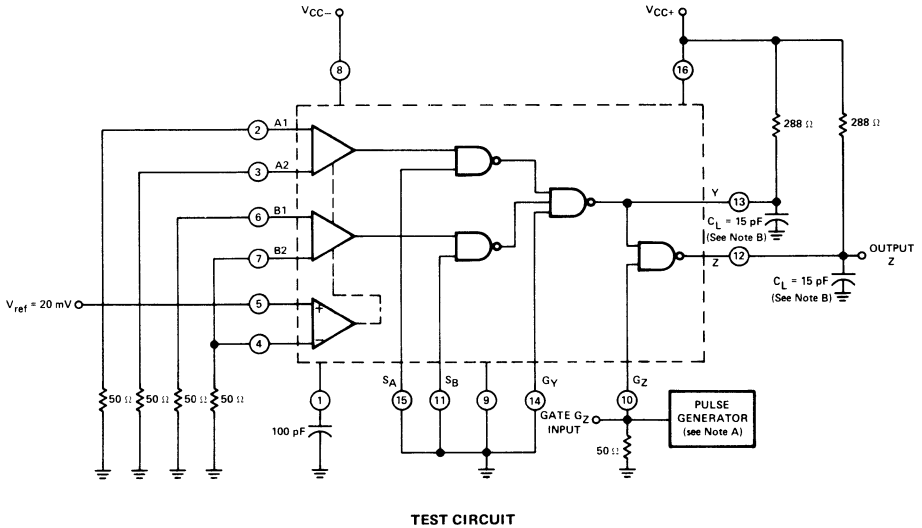 VCC−
VCC+
8
16
288 Ω
288 Ω
2
A1
3
A2
6
B1
7
B2
Y
13
CL = 15 pF
(See Note B)
Z
12
OUTPUT
Z
CL = 15 pF
(See Note B)
Vref = 20 mV
5
+
4
−
50 Ω
50 Ω
50 Ω
50 Ω
1
100 pF
SA
15
SB
11
9
GY
14
GZ
10
GATE GZ
INPUT
50 Ω
PULSE
GENERATOR
(see Note A)
TEST CIRCUIT